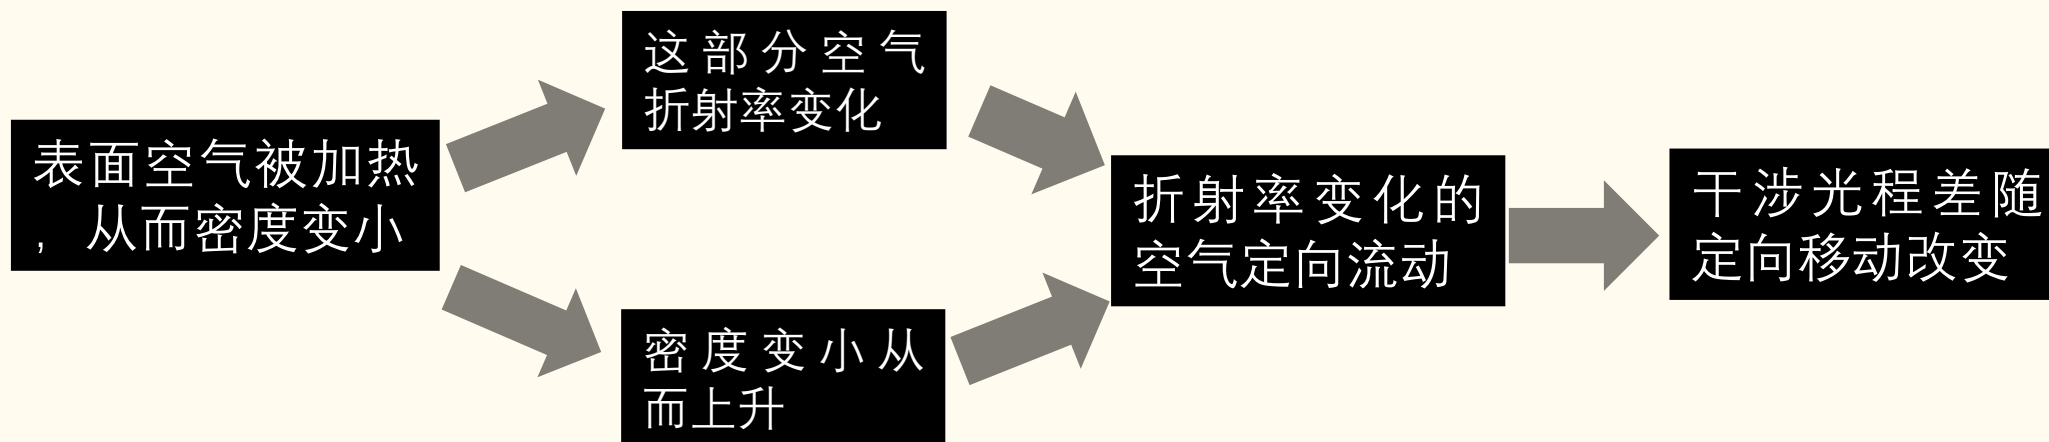 表面空气被加热
，从而密度变小
这部分空气
折射率变化
密度变小从
而上升
折射率变化的
空气定向流动
干涉光程差随
定向移动改变